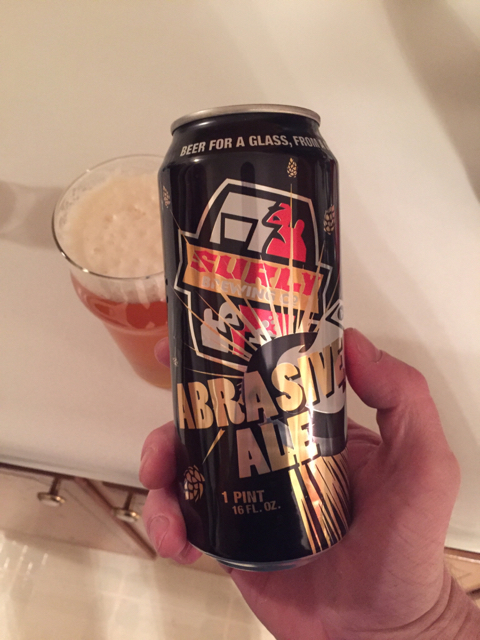 BEER FOR A GLASS, FROM
SURLY
BREWING CO.
ABRASIVE
ALE
1 PINT
16 FL. OZ.